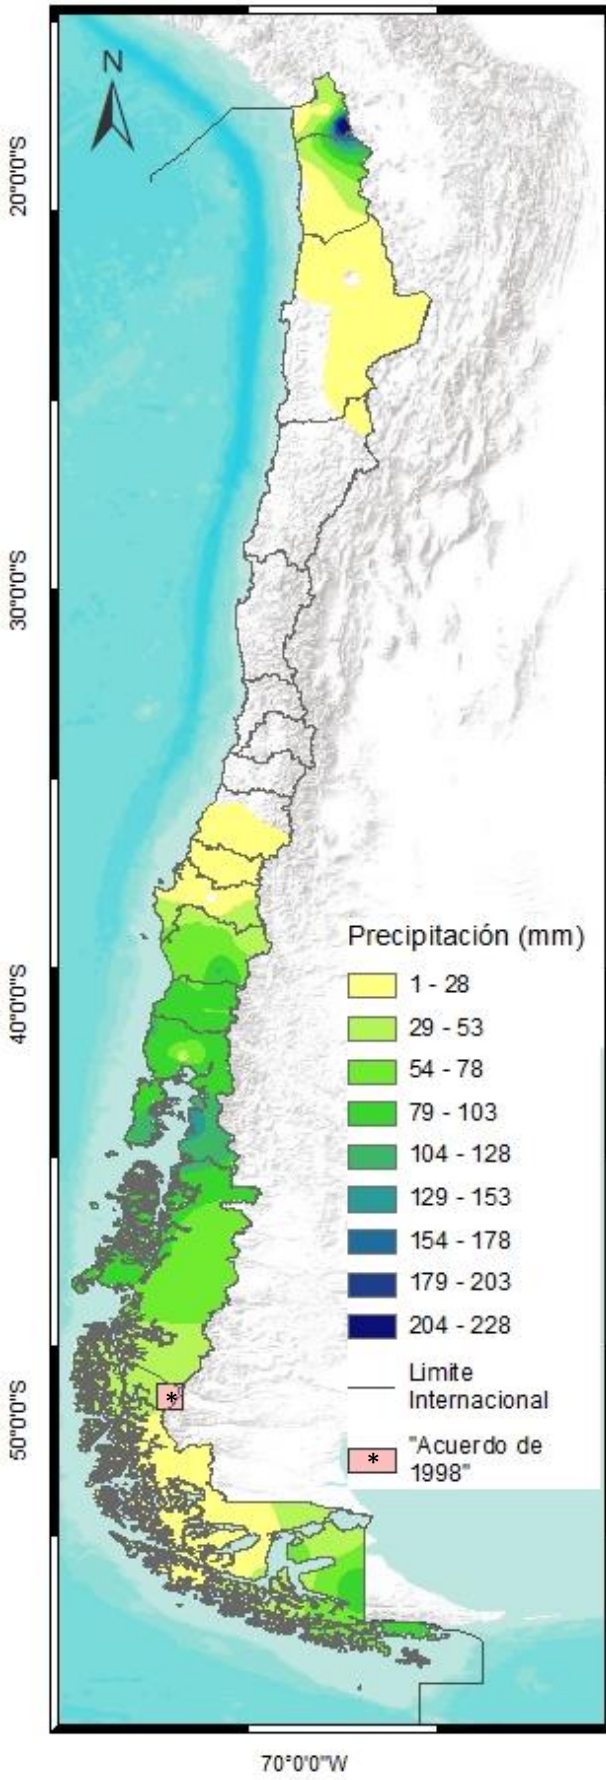 N
20°0'0"S
30°0'0"S
40°0'0"S
50°0'0"S
Precipitación (mm)
1 - 28
29 - 53
54 - 78
79 - 103
104 - 128
129 - 153
154 - 178
179 - 203
204 - 228
Limite
Internacional
*
* "Acuerdo de
1998"
70°0'0"W